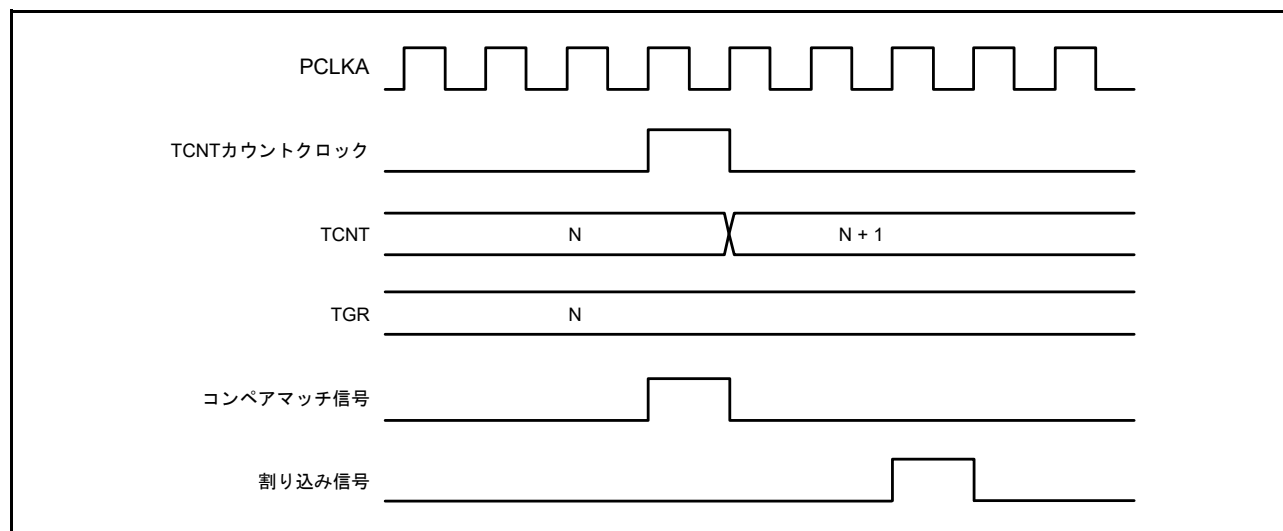 PCLKA
TCNTカウントクロック
TCNT
N
N + 1
TGR
N
コンペアマッチ信号
割り込み信号